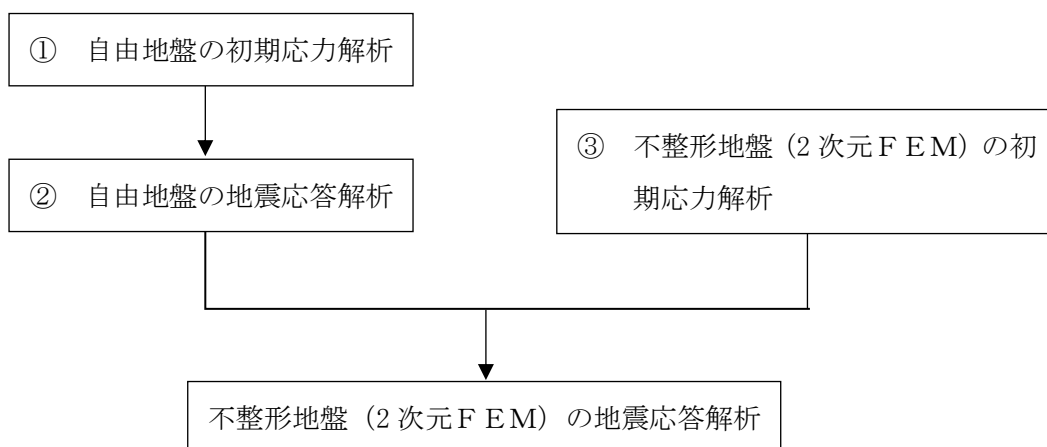 ① 自由地盤の初期応力解析
② 自由地盤の地震応答解析
③ 不整形地盤（2 次元ＦＥＭ）の初
期応力解析
不整形地盤（2 次元ＦＥＭ）の地震応答解析